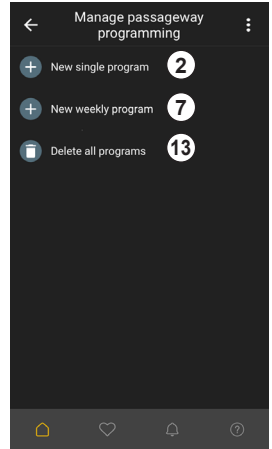 Manage passageway
programming
New single program 2
New weekly program 7
Delete all programs 13
?